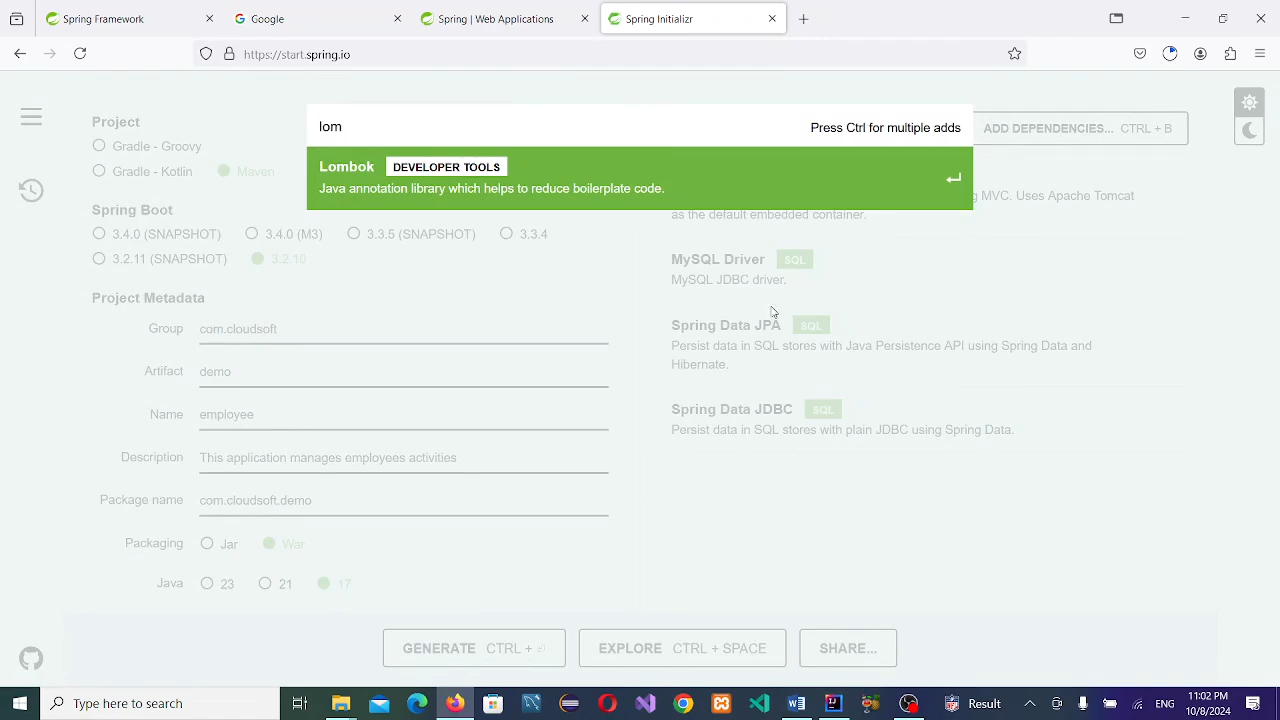 Spring Framework
Google
Spring | Tools & Applications
Spring Initializr
https://start.spring.io
lom
Press Ctrl for multiple adds
ADD DEPENDENCIES... CTRL + B
Lombok DEVELOPER TOOLS
Java annotation library which helps to reduce boilerplate code.
Project
Gradle - Groovy
Gradle - Kotlin Maven
Spring Boot
3.4.0 (SNAPSHOT) 3.4.0 (M3) 3.3.5 (SNAPSHOT) 3.3.4
3.2.11 (SNAPSHOT) 3.2.10
Project Metadata
Group com.cloudsoft
Artifact demo
Name employee
Description This application manages employees activities
Package name com.cloudsoft.demo
Packaging Jar War
Java 23 21 17
MVC. Uses Apache Tomcat
as the default embedded container.
MySQL Driver SQL
MySQL JDBC driver.
Spring Data JPA SQL
Persist data in SQL stores with Java Persistence API using Spring Data and
Hibernate.
Spring Data JDBC SQL
Persist data in SQL stores with plain JDBC using Spring Data.
GENERATE CTRL + ⏎
EXPLORE CTRL + SPACE
SHARE...
Type here to search
Results
11:02 PM
10/8/2024